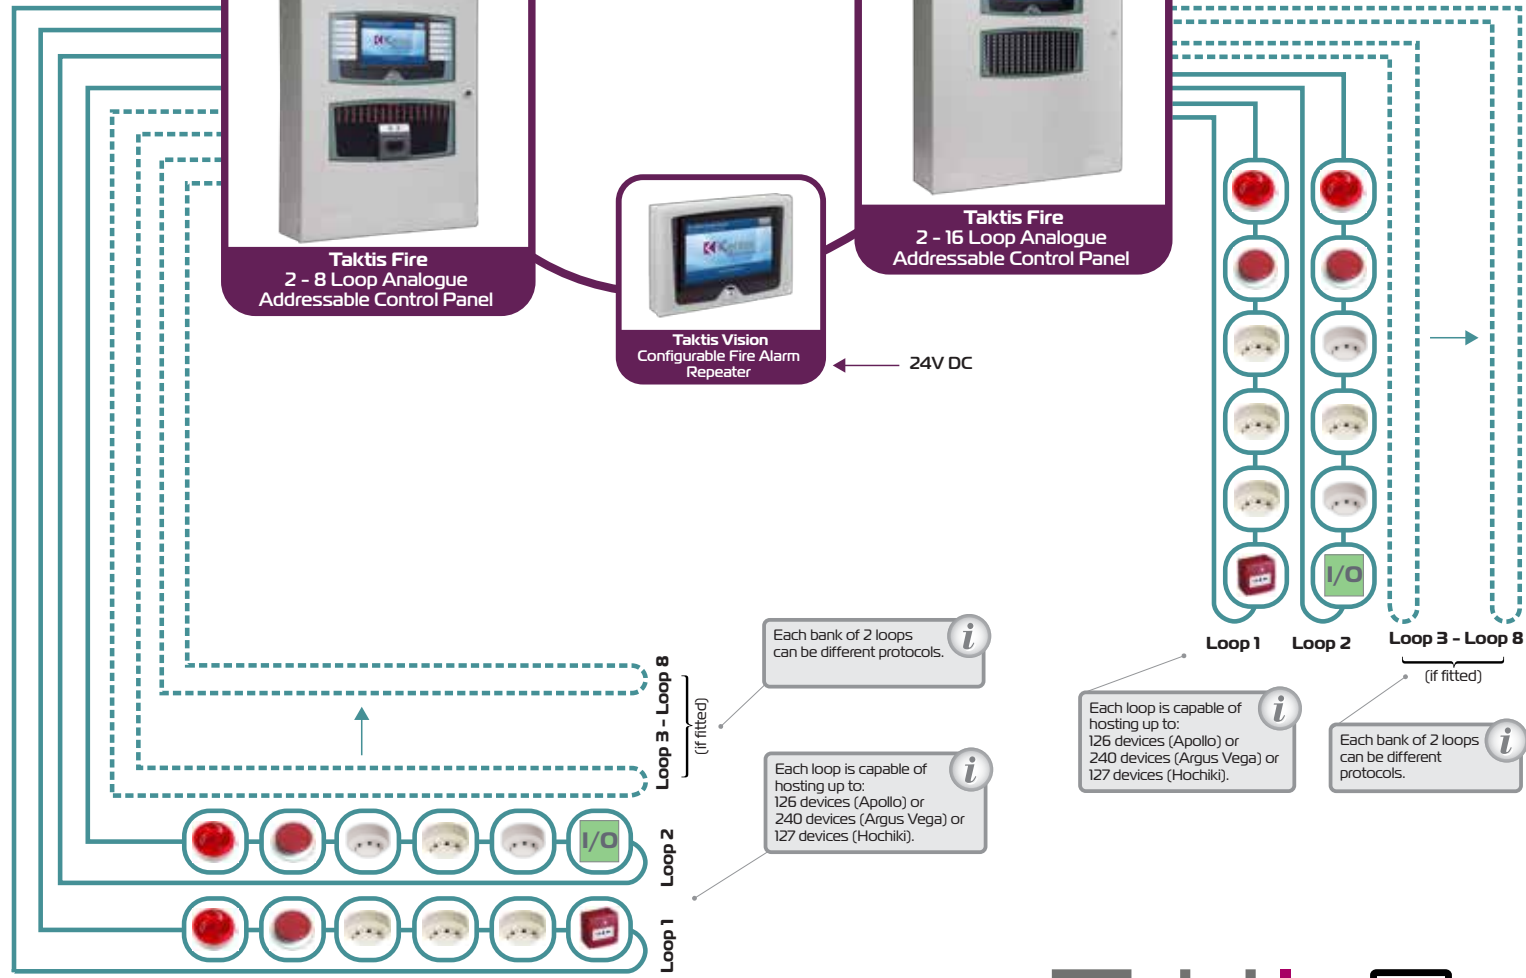 Taktis Fire
2 - 8 Loop Analogue
Addressable Control Panel
Taktis Vision
Configurable Fire Alarm
Repeater
24V DC
Taktis Fire
2 - 16 Loop Analogue
Addressable Control Panel
I/O
Loop 1
Loop 2
Loop 3 - Loop 8
(if fitted)
Each loop is capable of
hosting up to:
126 devices (Apollo) or
240 devices (Argus Vega) or
127 devices (Hochiki).
i
Each bank of 2 loops
can be different
protocols.
i
Each bank of 2 loops
can be different protocols.
i
Loop 3 - Loop 8
(if fitted)
Each loop is capable of
hosting up to:
126 devices (Apollo) or
240 devices (Argus Vega) or
127 devices (Hochiki).
i
I/O
Loop 2
Loop 1